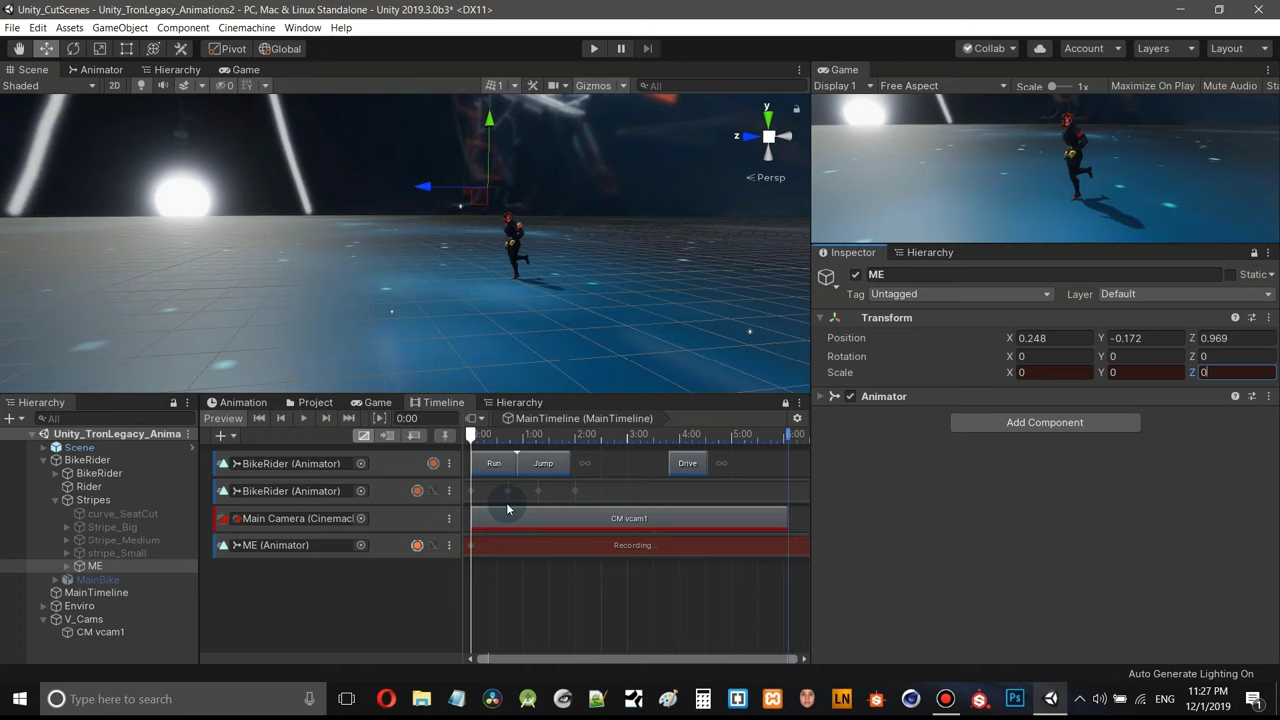 Unity_CutScenes - Unity_TronLegacy_Animations2 - PC, Mac & Linux Standalone - Unity 2019.3.0b3* <DX11>
File Edit Assets GameObject Component Cinemachine Window Help
Pivot Global Collab Account Layers Layout
Scene Animator Hierarchy Game
Shaded 2D 0 1 Gizmos All
y
z
Persp
Game
Display 1 Free Aspect Scale 1x Maximize On Play Mute Audio
Inspector Hierarchy
ME Static
Tag Untagged Layer Default
Transform
Position X 0.248 Y -0.172 Z 0.969
Rotation X 0 Y 0 Z 0
Scale X 0 Y 0 Z 0
Animator
Add Component
Hierarchy
All
Unity_TronLegacy_Anima
Scene
BikeRider
BikeRider
Rider
Stripes
curve_SeatCut
Stripe_Big
Stripe_Medium
stripe_Small
ME
MainBike
MainTimeline
Enviro
V_Cams
CM vcam1
Animation Project Game Timeline Hierarchy
Preview 0:00 MainTimeline (MainTimeline)
0:00 1:00 2:00 3:00 4:00 5:00 6:00
BikeRider (Animator) Run Jump Drive
BikeRider (Animator)
Main Camera (Cinemacl CM vcam1
ME (Animator) Recording...
Auto Generate Lighting On
Type here to search
LN
Ps
ENG
11:27 PM
12/1/2019
1